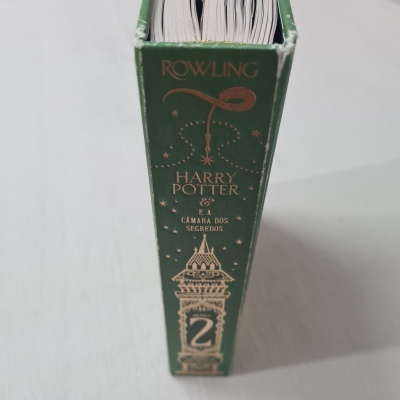 ROWLING
HARRY
POTTER
&
E A
CÂMARA DOS
SEGREDOS
2